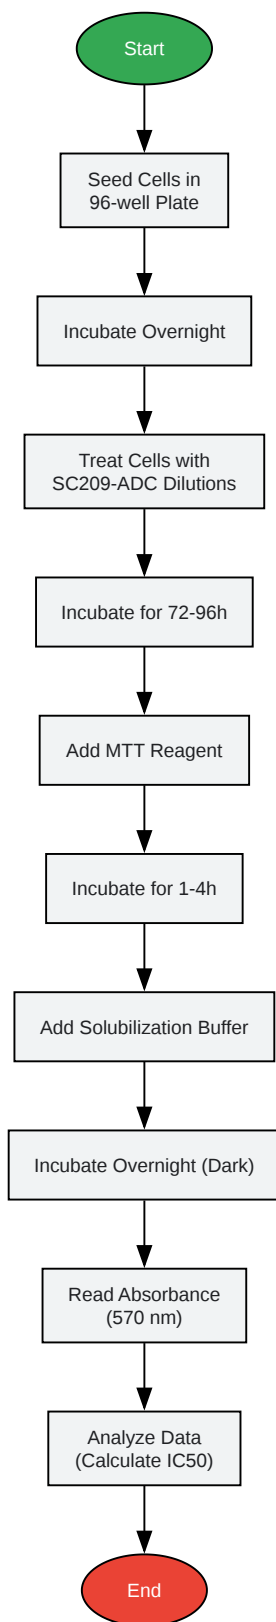 Start
Seed Cells in
96-well Plate
Incubate Overnight
Treat Cells with
SC209-ADC Dilutions
Incubate for 72-96h
Add MTT Reagent
Incubate for 1-4h
Add Solubilization Buffer
Incubate Overnight (Dark)
Read Absorbance
(570 nm)
Analyze Data
(Calculate IC50)
End